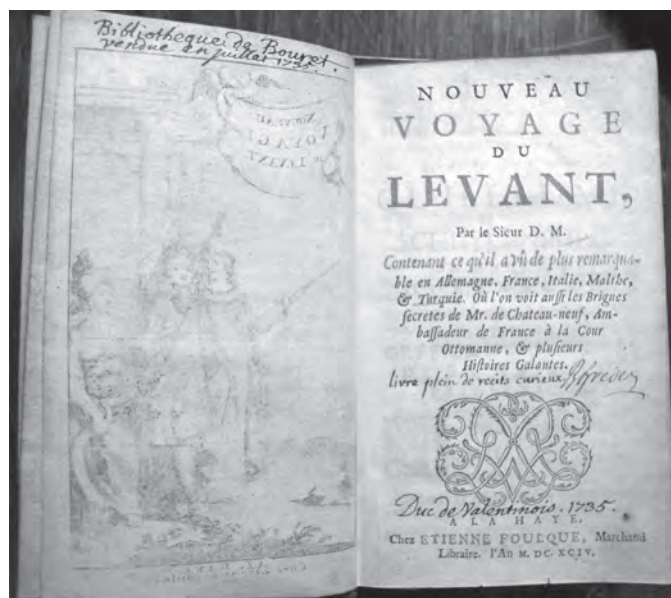 Bibliotheque de Bouret.
vendue en juillet 1735.
NOUVEAU
VOYAGE
DU
LEVANT,
Par le Sieur D. M.
Contenant ce qu'il a vû de plus remarqua-
ble en Allemagne, France, Italie, Malthe,
& Turquie. Où l'on voit aussi les Brigues
secretes de Mr. de Chateau-neuf, Am-
bassadeur de France à la Cour
Ottomanne, & plusieurs
Histoires Galantes.
livre plein de recits curieux.
Duc de Valentinois. 1735.
A LA HAYE,
Chez ETIENNE FOULQUE, Marchand
Libraire. l'An M. DC. XCIV.